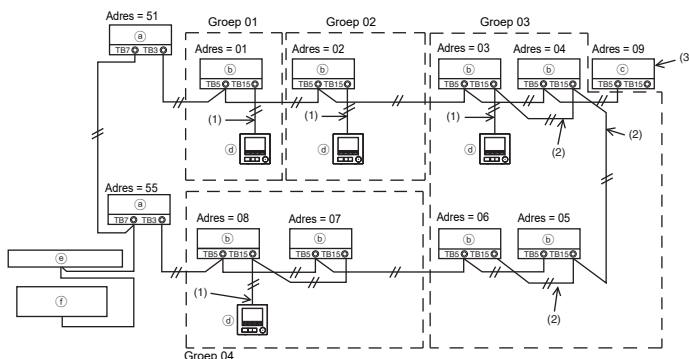 Adres = 51
ⓐ
TB7 TB3
Groep 01
Groep 02
Groep 03
Adres = 01
ⓑ
TB5 TB15
Adres = 02
ⓑ
TB5 TB15
Adres = 03
ⓑ
TB5 TB15
Adres = 04
ⓑ
TB5 TB15
Adres = 09
ⓒ
TB5 TB15
(3
(1)
(1)
(1)
(2)
(2)
ⓓ
ⓓ
ⓓ
Adres = 55
ⓐ
TB7 TB3
Adres = 08
ⓑ
TB5 TB15
Adres = 07
ⓑ
TB5 TB15
Adres = 06
ⓑ
TB5 TB15
Adres = 05
ⓑ
TB5 TB15
ⓔ
ⓕ
(1)
(2)
ⓓ
Groep 04